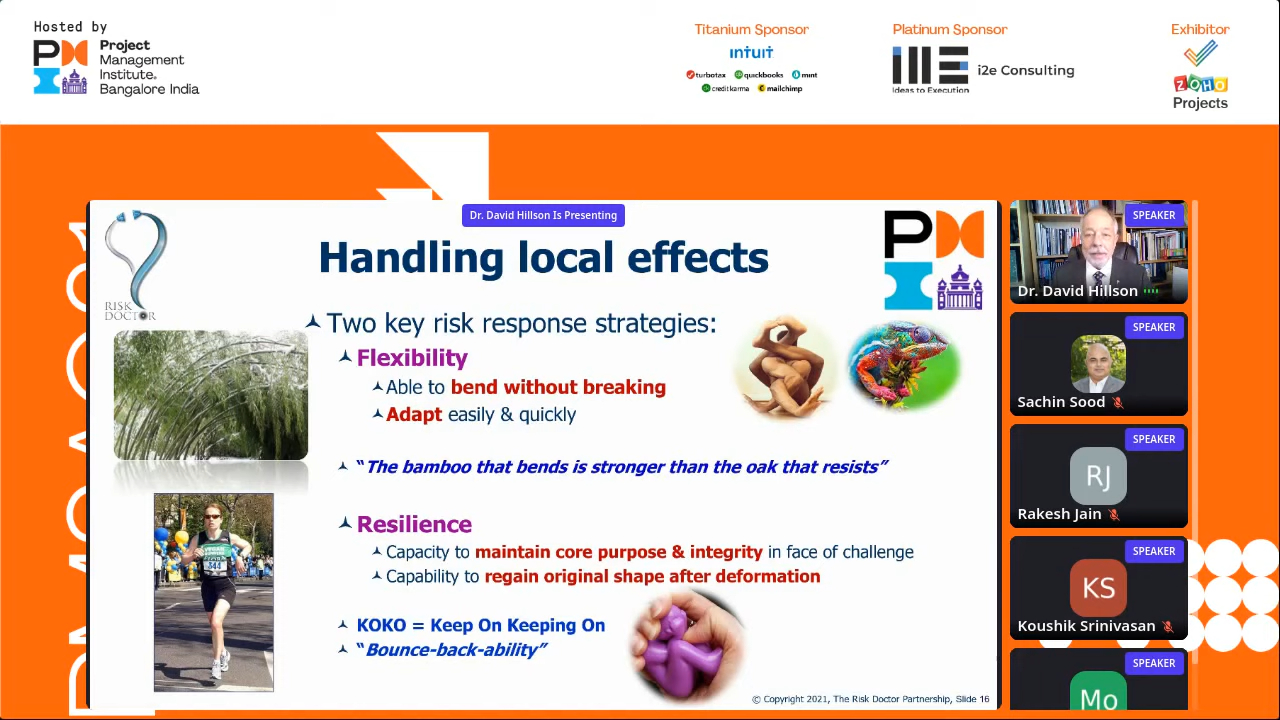 Hosted by
PM
Project
Management
Institute.
Bangalore India
Titanium Sponsor
intuit
turbotax quickbooks mint
creditkarma mailchimp
Platinum Sponsor
i2e Consulting
Ideas to Execution
Exhibitor
ZOHO
Projects
Dr. David Hillson Is Presenting
RISK
DOCTOR
Handling local effects
Two key risk response strategies:
Flexibility
Able to bend without breaking
Adapt easily & quickly
"The bamboo that bends is stronger than the oak that resists"
Resilience
Capacity to maintain core purpose & integrity in face of challenge
Capability to regain original shape after deformation
KOKO = Keep On Keeping On
"Bounce-back-ability"
344
© Copyright 2021, The Risk Doctor Partnership, Slide 16
SPEAKER
Dr. David Hillson
SPEAKER
Sachin Sood
SPEAKER
RJ
Rakesh Jain
SPEAKER
KS
Koushik Srinivasan
SPEAKER
Mo